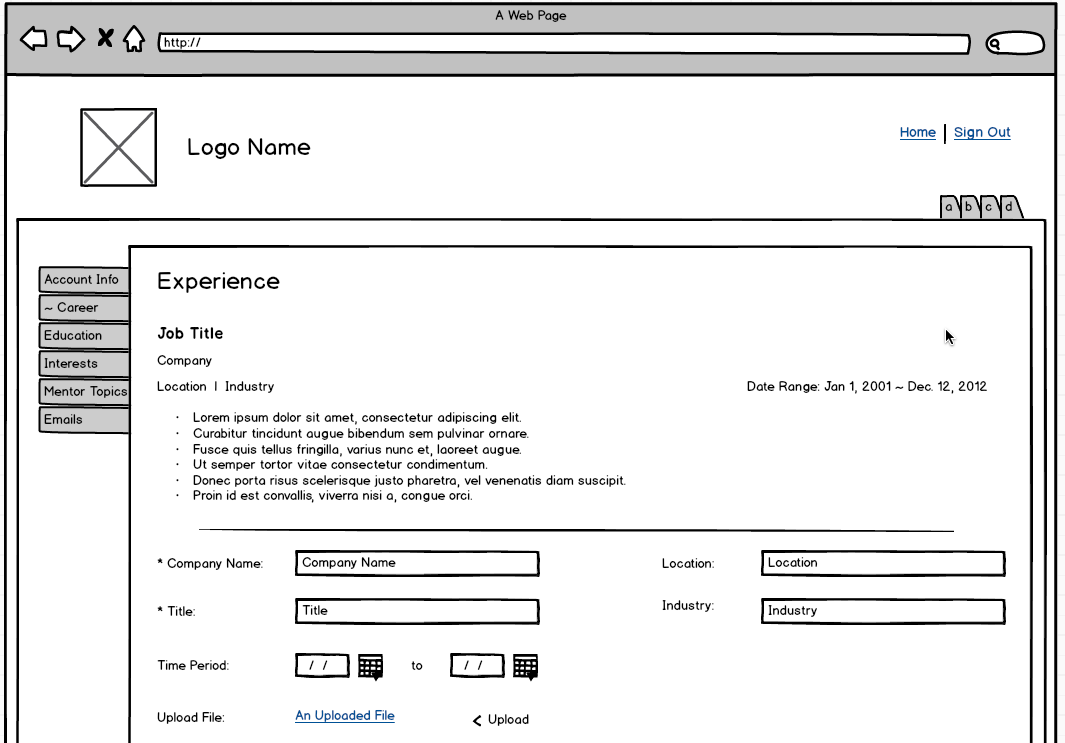 A Web Page
http://
Logo Name
Home | Sign Out
a b c d
Account Info
~ Career
Education
Interests
Mentor Topics
Emails
Experience
Job Title
Company
Location | Industry
Date Range: Jan 1, 2001 ~ Dec. 12, 2012
· Lorem ipsum dolor sit amet, consectetur adipiscing elit.
· Curabitur tincidunt augue bibendum sem pulvinar ornare.
· Fusce quis tellus fringilla, varius nunc et, laoreet augue.
· Ut semper tortor vitae consectetur condimentum.
· Donec porta risus scelerisque justo pharetra, vel venenatis diam suscipit.
· Proin id est convallis, viverra nisi a, congue orci.
* Company Name: Company Name
Location: Location
* Title: Title
Industry: Industry
Time Period: / / to / /
Upload File: An Uploaded File < Upload